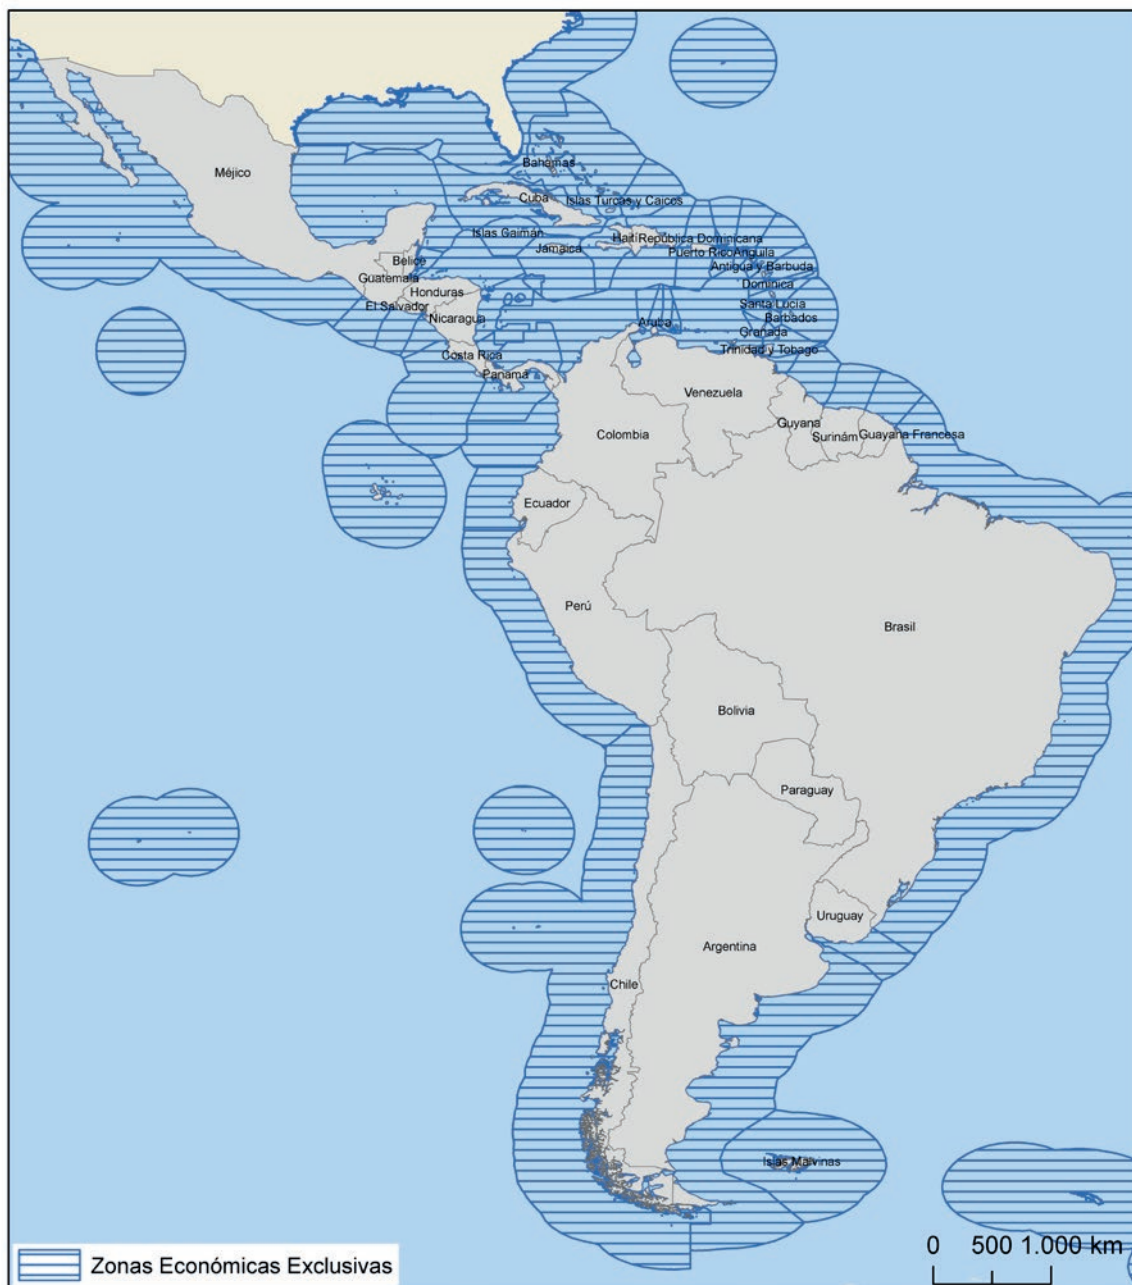 Méjico
Bahamas
Cuba
Islas Turcas y Caicos
Islas Gaimán
Haití
República Dominicana
Jamaica
Puerto Rico
Anguila
Belice
Antigua y Barbuda
Guatemala
Dominica
Honduras
El Salvador
Santa Lucía
Nicaragua
Barbados
Aruba
Granada
Costa Rica
Trinidad y Tobago
Panamá
Venezuela
Guyana
Colombia
Surinám
Guayana Francesa
Ecuador
Perú
Brasil
Bolivia
Paraguay
Uruguay
Argentina
Chile
Islas Malvinas
Zonas Económicas Exclusivas
0 500 1.000 km